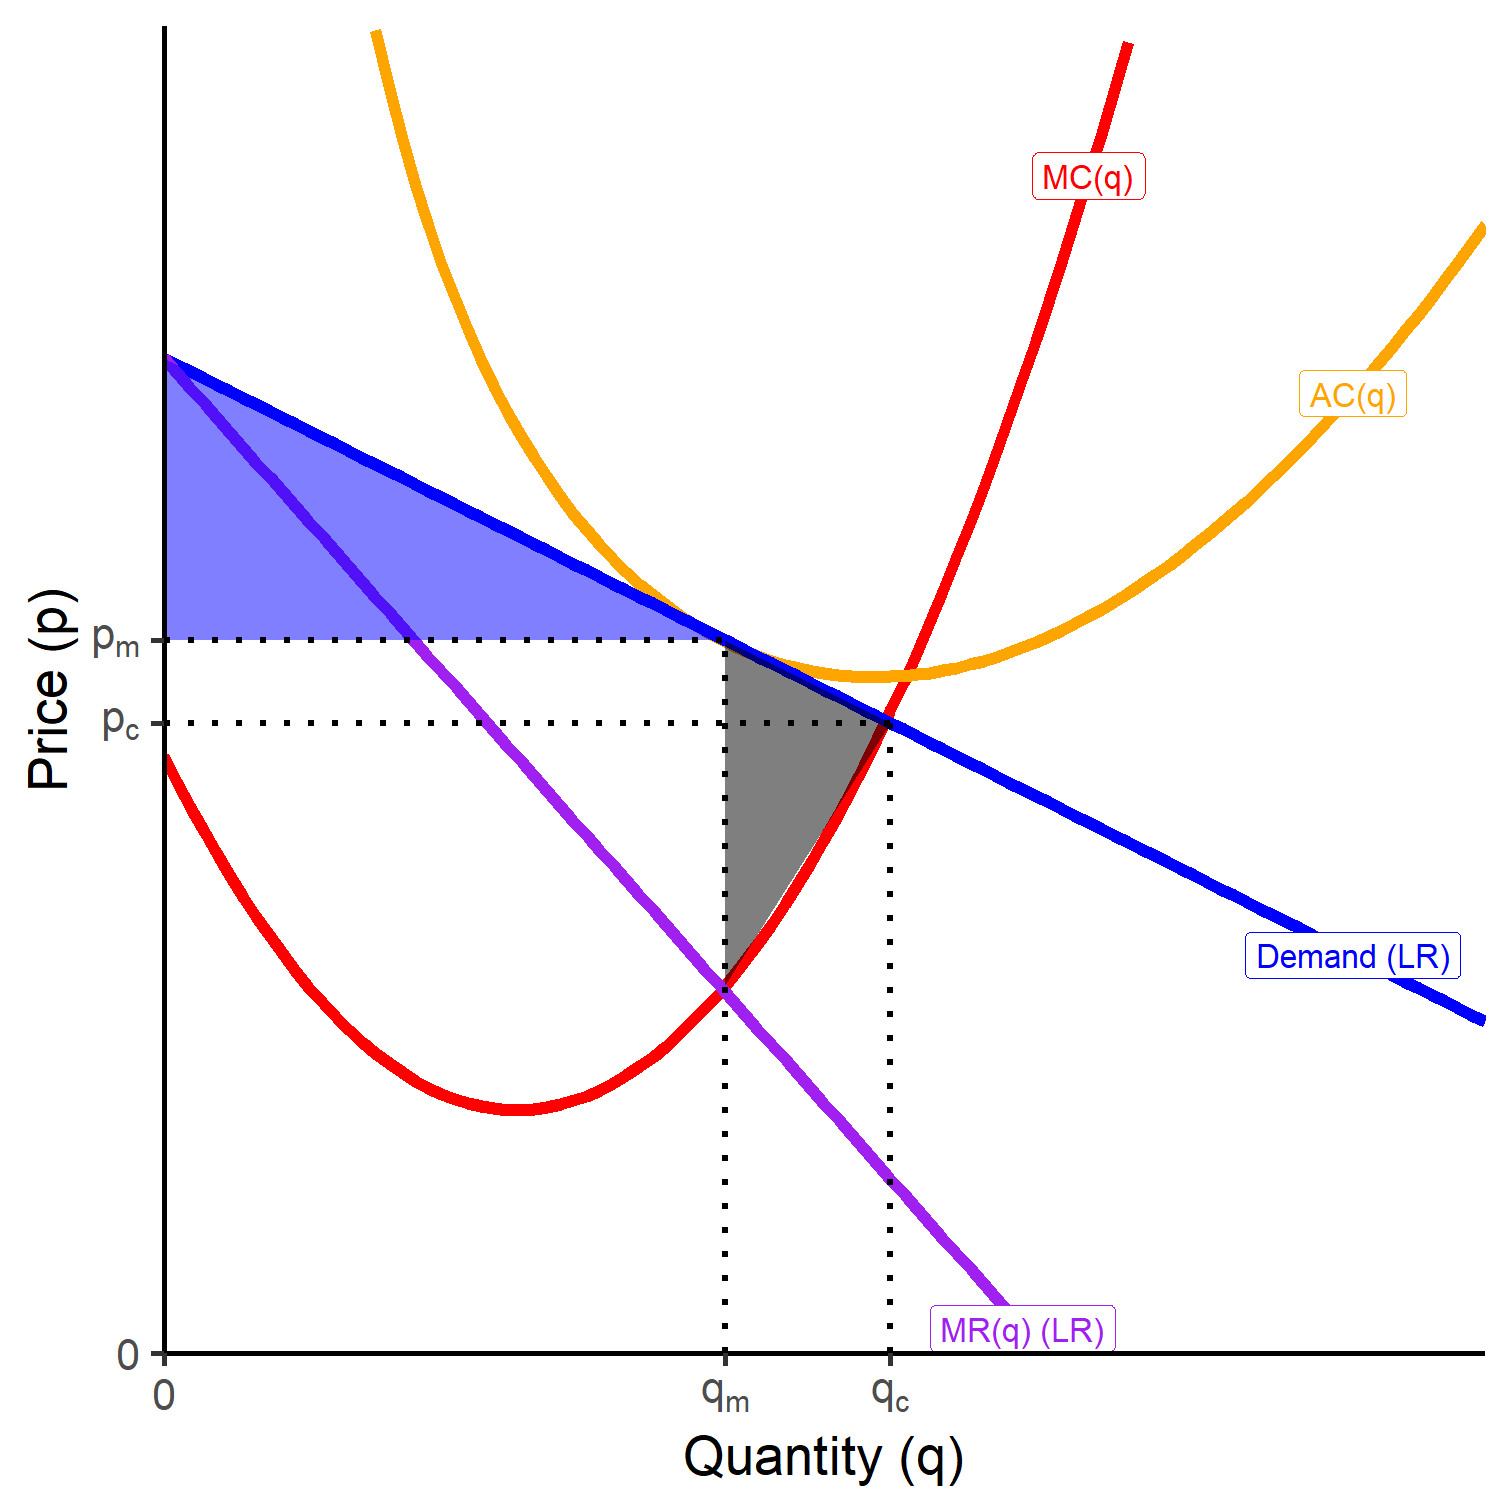 MC(q)
AC(q)
Price (p)
pm
pc
Demand (LR)
MR(q) (LR)
0
0
qm
qc
Quantity (q)